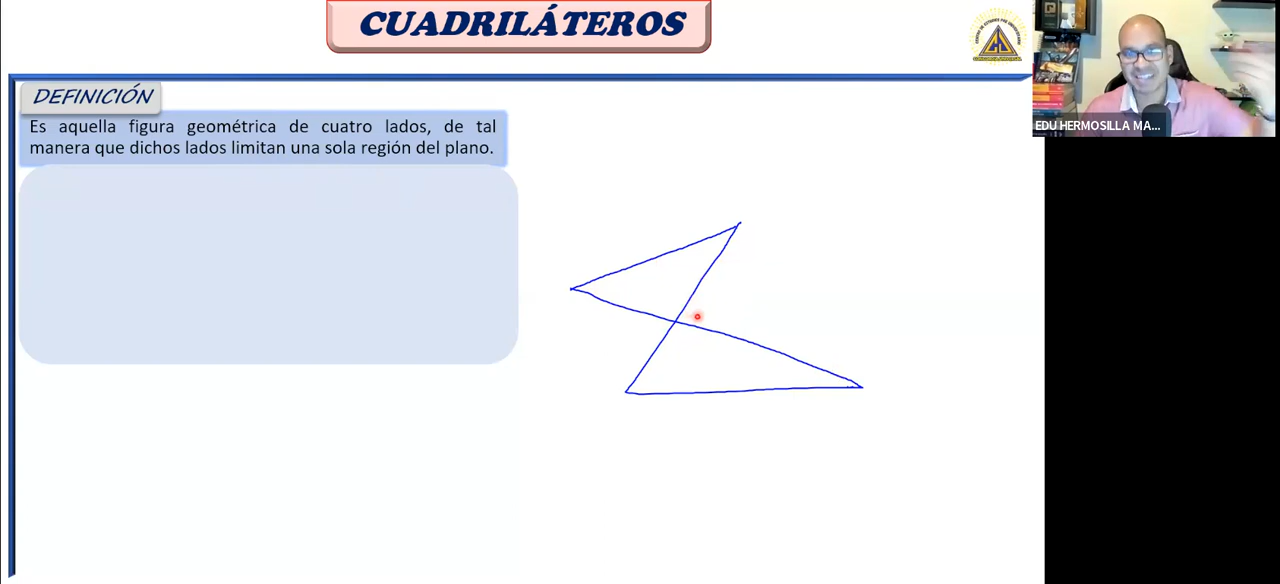 CUADRILÁTEROS
DEFINICIÓN
Es aquella figura geométrica de cuatro lados, de tal
manera que dichos lados limitan una sola región del plano.
EDU HERMOSILLA MA...